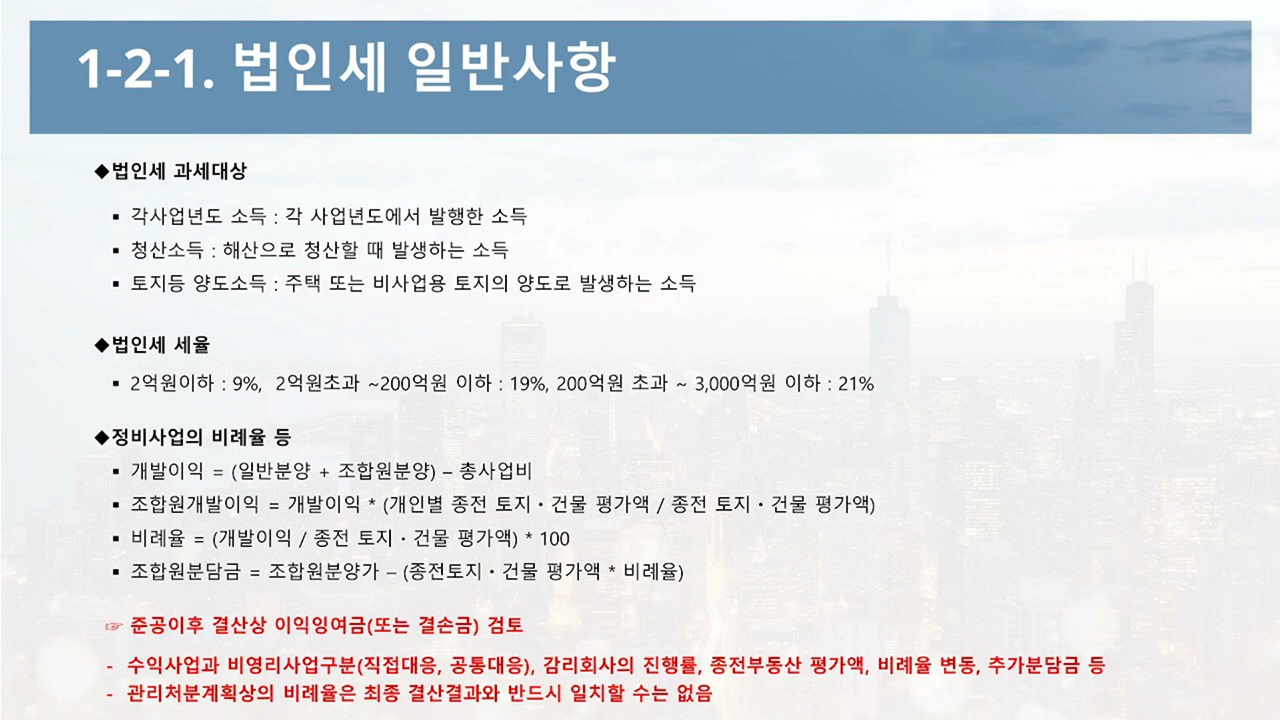 1-2-1. 법인세 일반사항
◆법인세 과세대상
▪ 각사업년도 소득 : 각 사업년도에서 발행한 소득
▪ 청산소득 : 해산으로 청산할 때 발생하는 소득
▪ 토지등 양도소득 : 주택 또는 비사업용 토지의 양도로 발생하는 소득
◆법인세 세율
▪ 2억원이하 : 9%, 2억원초과 ~200억원 이하 : 19%, 200억원 초과 ~ 3,000억원 이하 : 21%
◆정비사업의 비례율 등
▪ 개발이익 = (일반분양 + 조합원분양) – 총사업비
▪ 조합원개발이익 = 개발이익 * (개인별 종전 토지·건물 평가액 / 종전 토지·건물 평가액)
▪ 비례율 = (개발이익 / 종전 토지·건물 평가액) * 100
▪ 조합원분담금 = 조합원분양가 – (종전토지·건물 평가액 * 비례율)
☞ 준공이후 결산상 이익잉여금(또는 결손금) 검토
- 수익사업과 비영리사업구분(직접대응, 공통대응), 감리회사의 진행률, 종전부동산 평가액, 비례율 변동, 추가분담금 등
- 관리처분계획상의 비례율은 최종 결산결과와 반드시 일치할 수는 없음